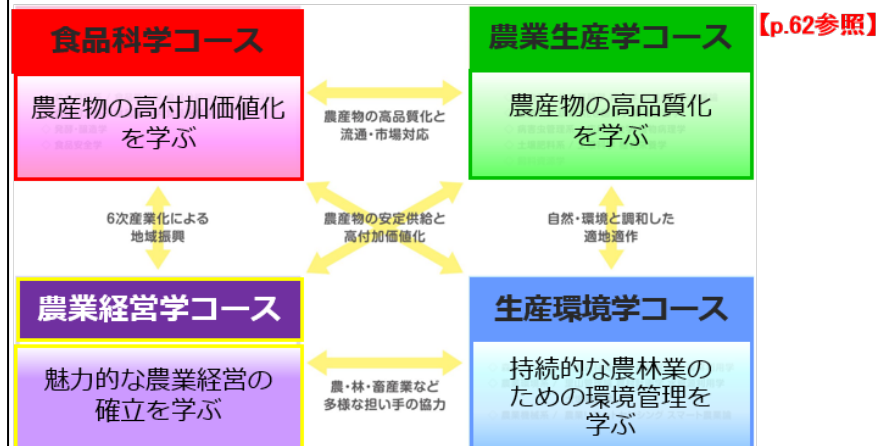 食品科学コース
農産物の高付加価値化
を学ぶ
農業生産学コース
農産物の高品質化
を学ぶ
【p.62参照】
農産物の高品質化と
流通・市場対応
6次産業化による
地域振興
農産物の安定供給と
高付加価値化
自然・環境と調和した
適地適作
農業経営学コース
魅力的な農業経営の
確立を学ぶ
農・林・畜産業など
多様な担い手の協力
生産環境学コース
持続的な農林業の
ための環境管理を
学ぶ